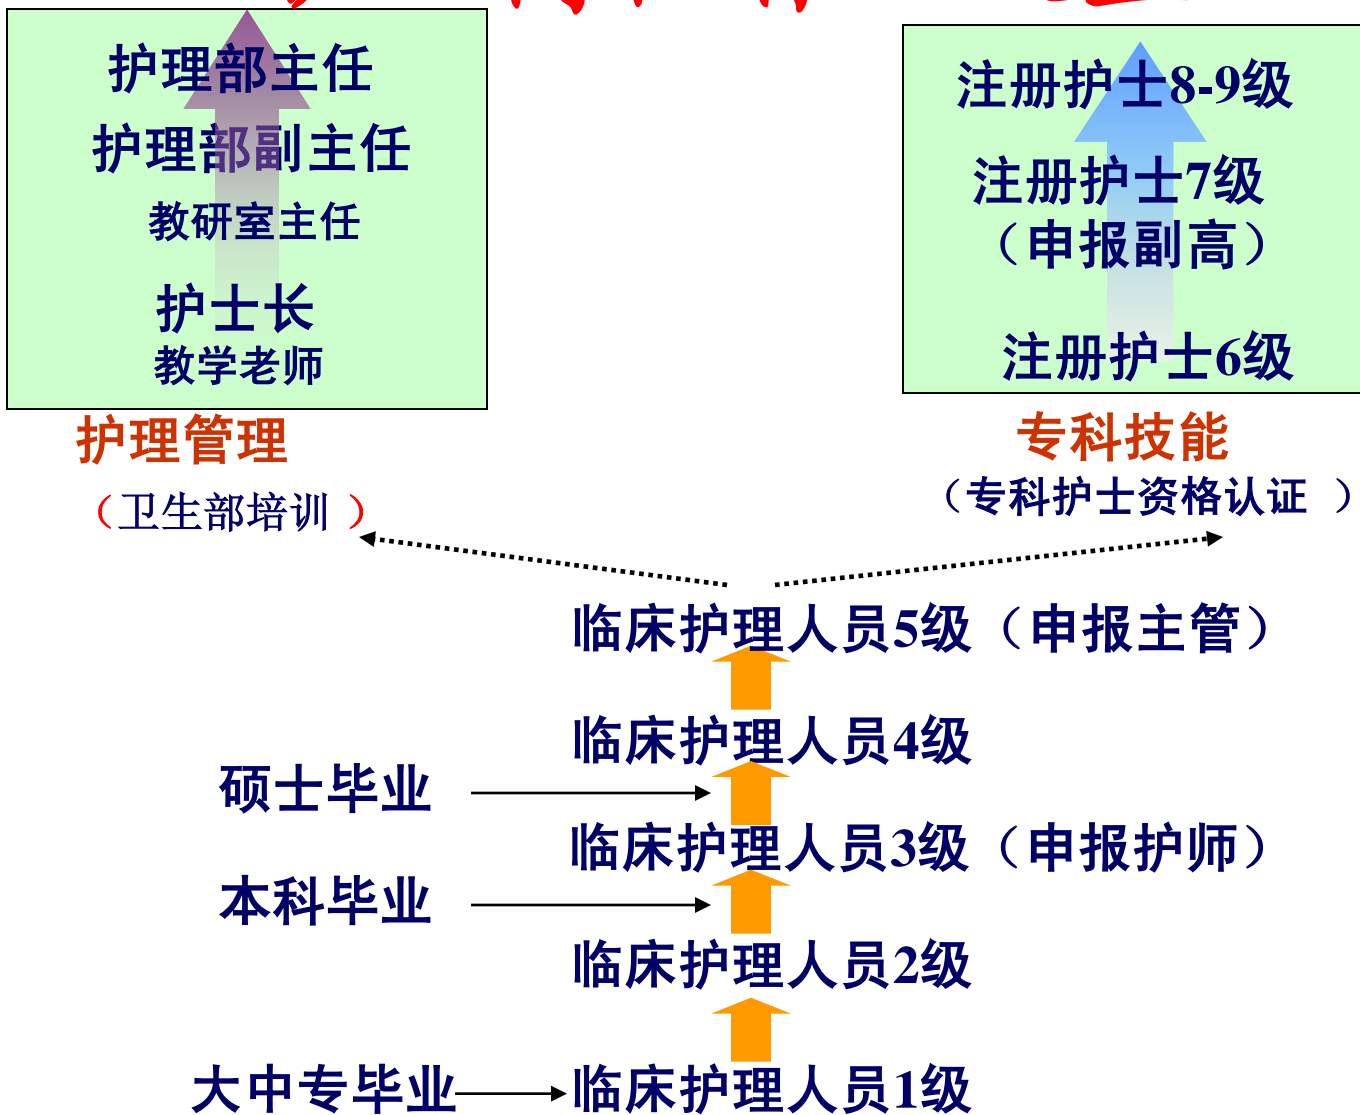 护理部主任
护理部副主任
教研室主任
护士长
教学老师
护理管理
（卫生部培训 ）
注册护士8-9级
注册护士7级
（申报副高）
注册护士6级
专科技能
（专科护士资格认证 ）
临床护理人员5级（申报主管）
临床护理人员4级
硕士毕业
临床护理人员3级（申报护师）
本科毕业
临床护理人员2级
大中专毕业
临床护理人员1级